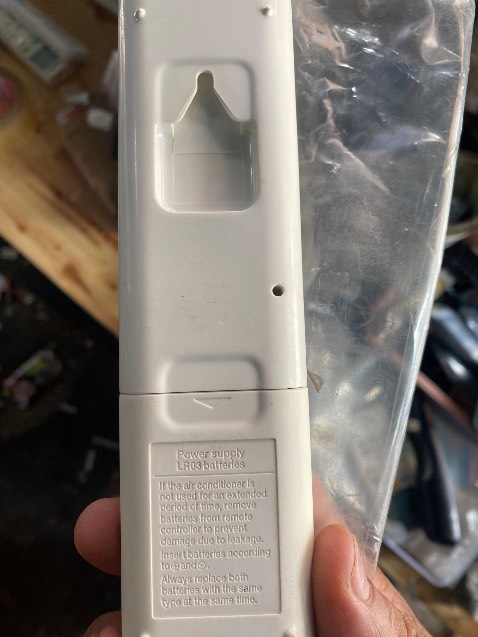 Power supply
LR03 batteries
If the air conditioner is
not used for an extended
period of time, remove
batteries from remote
controller to prevent
damage due to leakage.
Insert batteries according
to⊕and⊖.
Always replace both
batteries with the same
type at the same time.